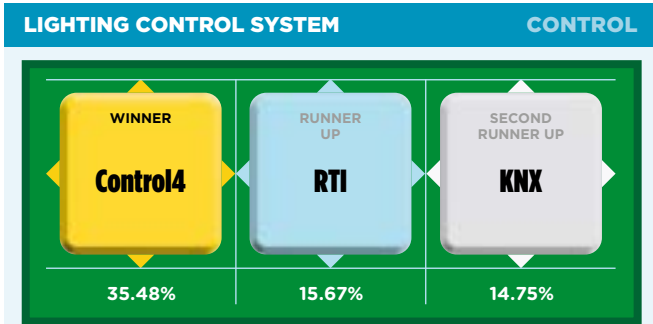 LIGHTING CONTROL SYSTEM
CONTROL
WINNER
Control4
RUNNER
UP
RTI
SECOND
RUNNER UP
KNX
35.48%
15.67%
14.75%